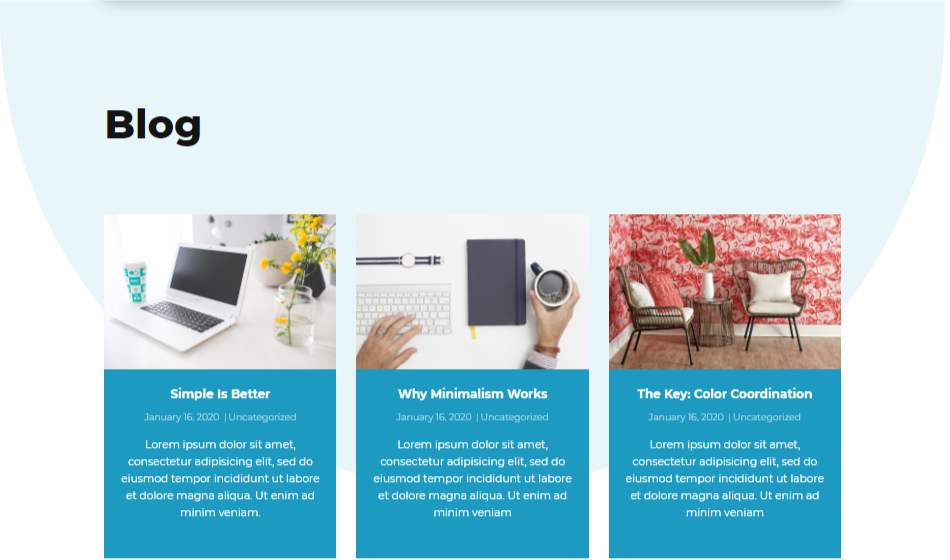 Blog
Simple Is Better
January 16, 2020 | Uncategorized
Lorem ipsum dolor sit amet,
consectetur adipisicing elit, sed do
eiusmod tempor incididunt ut labore
et dolore magna aliqua. Ut enim ad
minim veniam.
Why Minimalism Works
January 16, 2020 | Uncategorized
Lorem ipsum dolor sit amet,
consectetur adipisicing elit, sed do
eiusmod tempor incididunt ut labore
et dolore magna aliqua. Ut enim ad
minim veniam
The Key: Color Coordination
January 16, 2020 | Uncategorized
Lorem ipsum dolor sit amet,
consectetur adipisicing elit, sed do
eiusmod tempor incididunt ut labore
et dolore magna aliqua. Ut enim ad
minim veniam